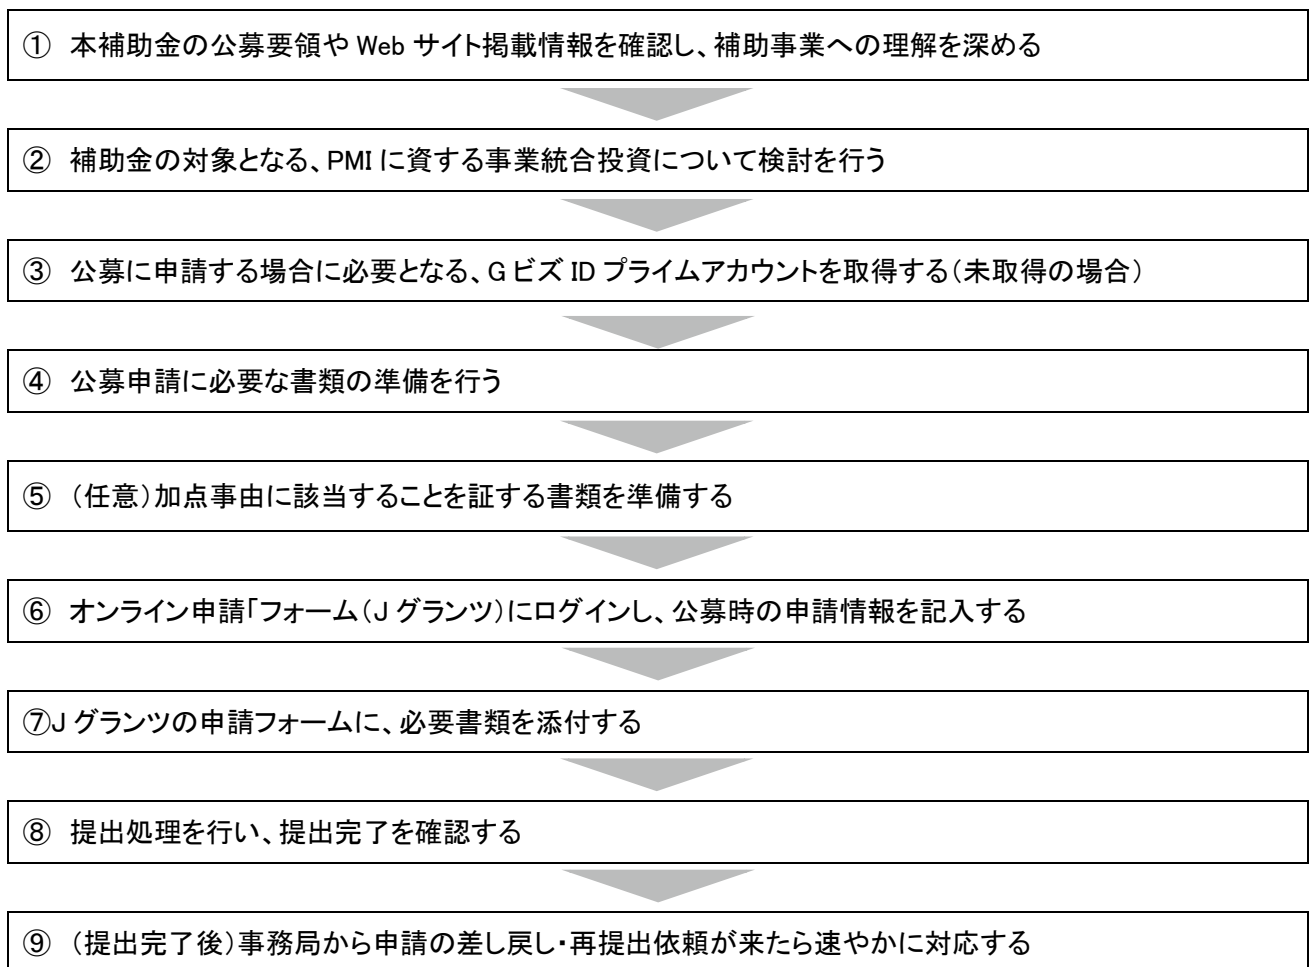 ① 本補助金の公募要領や Web サイト掲載情報を確認し、補助事業への理解を深める
② 補助金の対象となる、PMI に資する事業統合投資について検討を行う
③ 公募に申請する場合に必要となる、G ビズ ID プライムアカウントを取得する(未取得の場合)
④ 公募申請に必要な書類の準備を行う
⑤ (任意)加点事由に該当することを証する書類を準備する
⑥ オンライン申請「フォーム(J グランツ)にログインし、公募時の申請情報を記入する
⑦J グランツの申請フォームに、必要書類を添付する
⑧ 提出処理を行い、提出完了を確認する
⑨ (提出完了後)事務局から申請の差し戻し・再提出依頼が来たら速やかに対応する